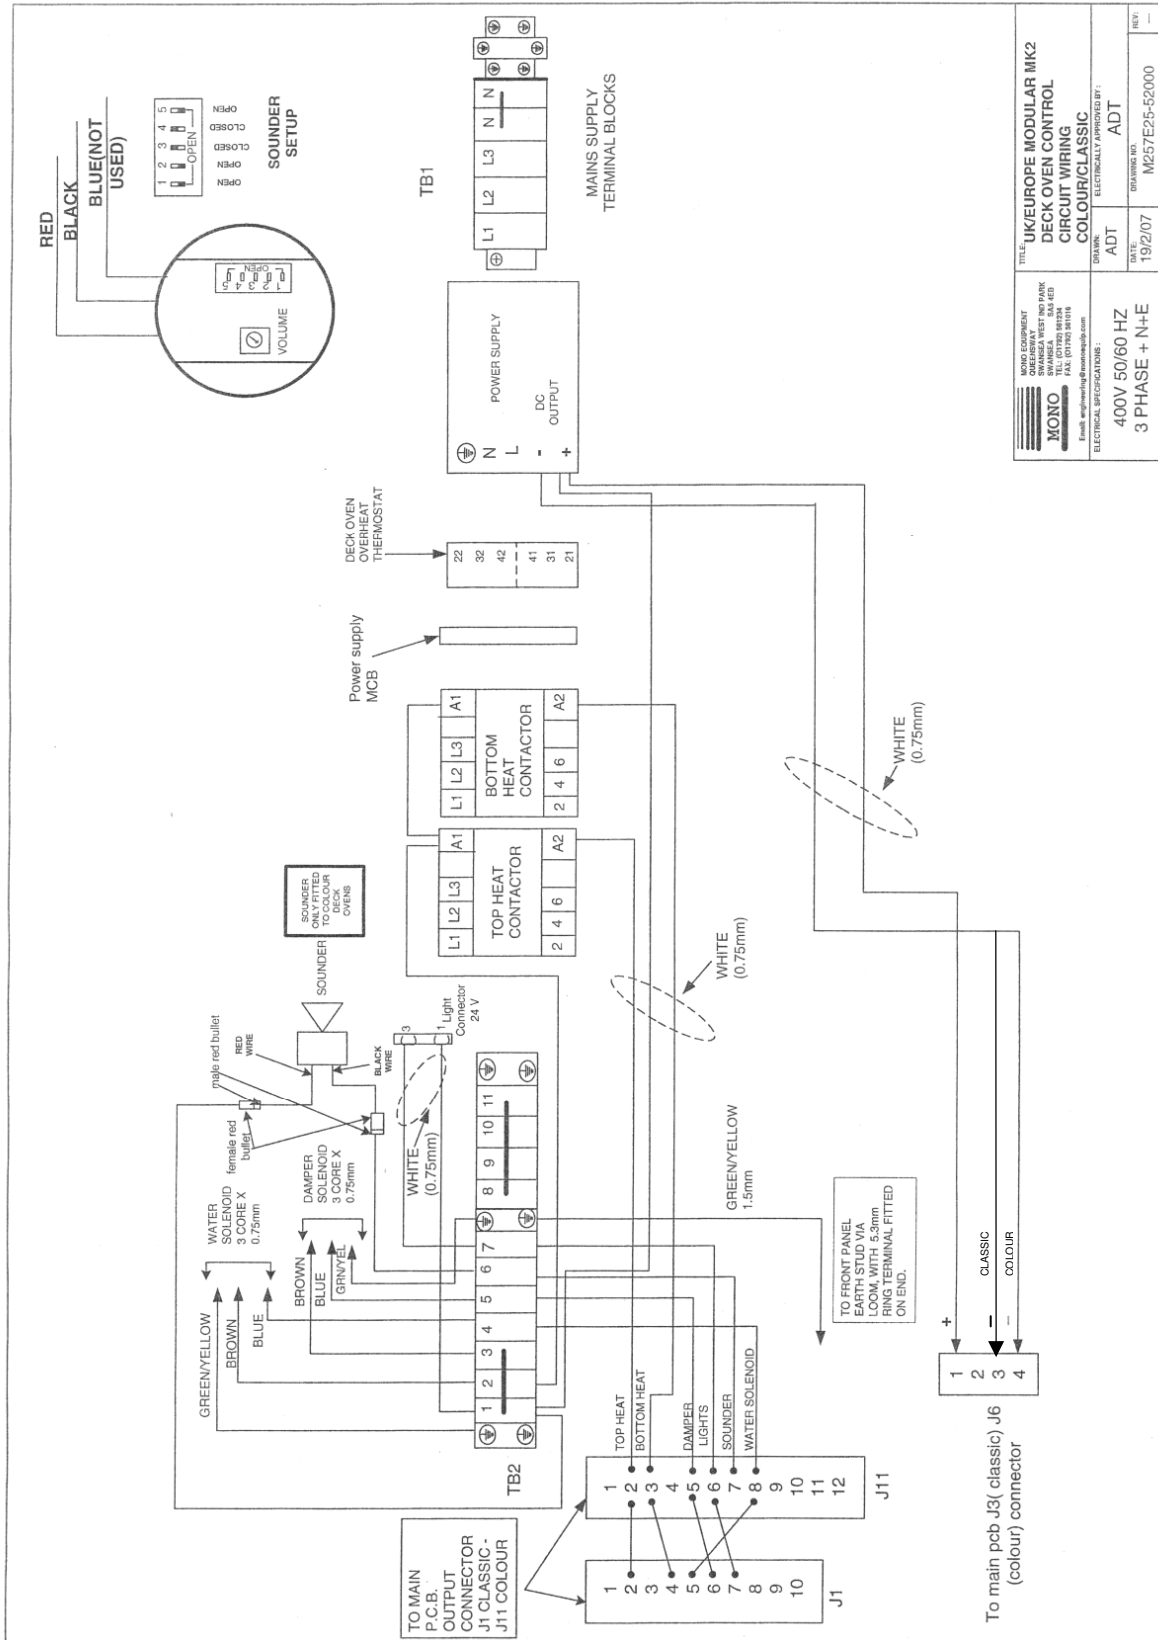 RED
BLACK
BLUE(NOT
USED)
VOLUME
1 2 3 4 5
OPEN
1 2 3 4 5
OPEN
OPEN
OPEN
CLOSED
CLOSED
OPEN
SOUNDER
SETUP
TB1
L1 L2 L3 N N
MAINS SUPPLY
TERMINAL BLOCKS
POWER SUPPLY
N
L
DC
OUTPUT
-
+
DECK OVEN
OVERHEAT
THERMOSTAT
22
32
42
41
31
21
Power supply
MCB
L1 L2 L3 A1
BOTTOM
HEAT
CONTACTOR
2 4 6 A2
L1 L2 L3 A1
TOP HEAT
CONTACTOR
2 4 6 A2
SOUNDER
ONLY FITTED
TO COLOUR
DECK
OVENS
SOUNDER
male red bullet
RED
WIRE
BLACK
WIRE
female red
bullet
3
1
Light
Connector
24 V
WHITE
(0.75mm)
WATER
SOLENOID
3 CORE X
0.75mm
DAMPER
SOLENOID
3 CORE X
0.75mm
GREEN/YELLOW
BROWN
BLUE
BROWN
BLUE
GRN/YEL
TB2
1 2 3 4 5 6 7 8 9 10 11
WHITE
(0.75mm)
WHITE
(0.75mm)
GREEN/YELLOW
1.5mm
TO FRONT PANEL
EARTH STUD VIA
LOOM, WITH 5.3mm
RING TERMINAL FITTED
ON END.
TOP HEAT
BOTTOM HEAT
DAMPER
LIGHTS
SOUNDER
WATER SOLENOID
1
2
3
4
5
6
7
8
9
10
11
12
J11
1
2
3
4
5
6
7
8
9
10
J1
TO MAIN
P.C.B.
OUTPUT
CONNECTOR
J1 CLASSIC -
J11 COLOUR
+
–
CLASSIC
–
COLOUR
1
2
3
4
To main pcb J3( classic) J6
(colour) connector
MONO
MONO EQUIPMENT
QUEENSWAY
SWANSEA WEST IND PARK
SWANSEA SA5 4EB
TEL: (O1792) 561234
FAX: (O1792) 561016
Email: engineering@monoequip.com
ELECTRICAL SPECIFICATIONS :
400V 50/60 HZ
3 PHASE + N+E
TITLE:
UK/EUROPE MODULAR MK2
DECK OVEN CONTROL
CIRCUIT WIRING
COLOUR/CLASSIC
DRAWN:
ADT
ELECTRICALLY APPROVED BY :
ADT
DATE:
19/2/07
DRAWING NO.
M257E25-52000
REV:
—